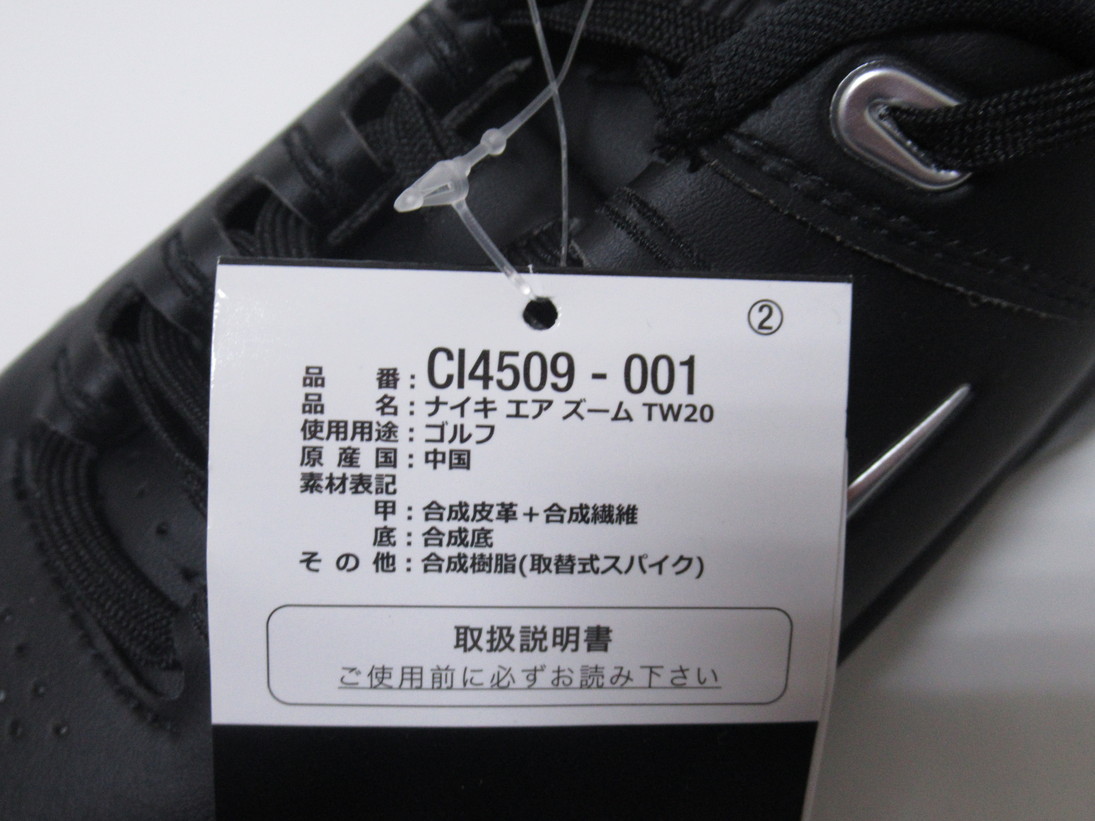 ②
品番：CI4509 - 001
品名：ナイキ エア ズーム TW20
使用用途：ゴルフ
原産国：中国
素材表記
甲：合成皮革＋合成繊維
底：合成底
その他：合成樹脂(取替式スパイク)
取扱説明書
ご使用前に必ずお読み下さい